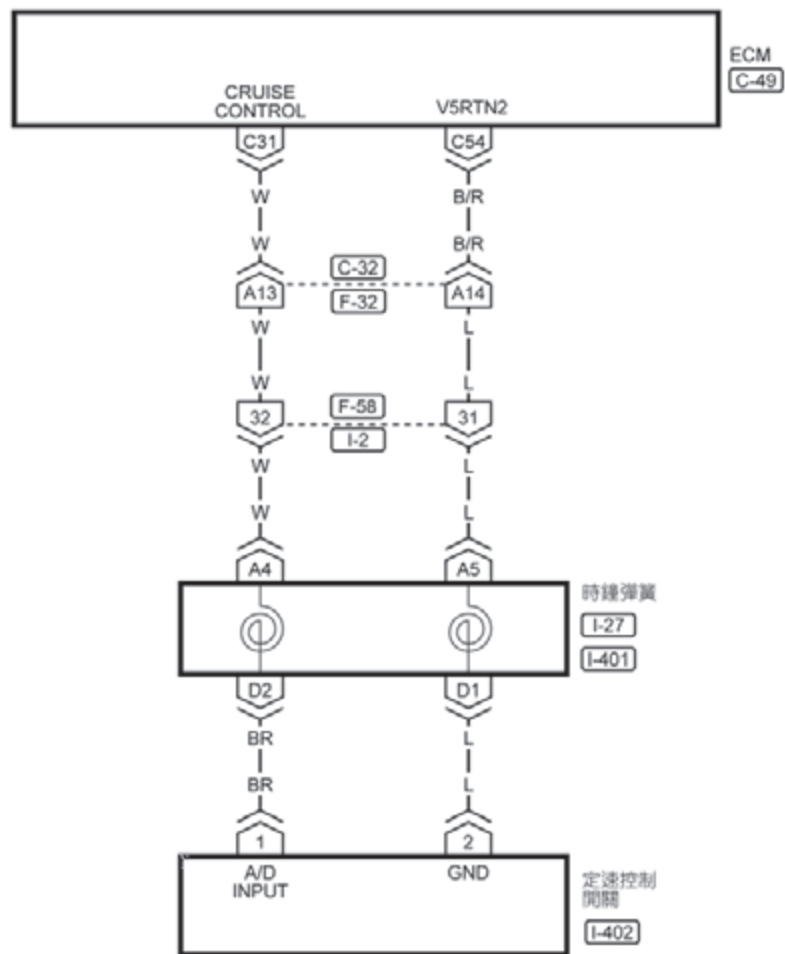 ECM
C-49
CRUISE
CONTROL
V5RTN2
C31
C54
W
B/R
W
B/R
C-32
A13
A14
F-32
W
L
W
L
F-58
32
31
I-2
W
L
W
L
A4
A5
時鐘彈簧
I-27
I-401
D2
D1
BR
L
BR
L
1
2
A/D
INPUT
GND
定速控制
開關
I-402